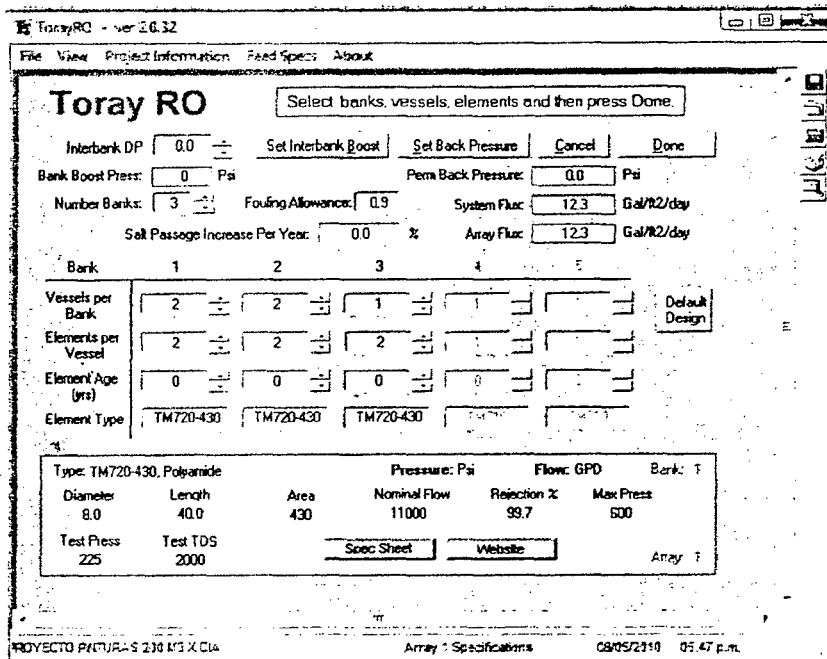 TorayRO - ver 2.0.32
File View Project Information Feed Specs About
Toray RO
Select banks, vessels, elements and then press Done.
Interbank DP 0.0 Set Interbank Boost Set Back Pressure Cancel Done
Bank Boost Press: 0 Psi Perm Back Pressure: 0.0 Psi
Number Banks: 3 Fouling Allowance: 0.9 System Flux: 12.3 Gal/ft2/day
Salt Passage Increase Per Year: 0.0 % Array Flux: 12.3 Gal/ft2/day
Bank 1 2 3 4 5
Vessels per Bank 2 2 1 1 Default Design
Elements per Vessel 2 2 2
Element Age (yrs) 0 0 0 0
Element Type TM720-430 TM720-430 TM720-430
Type: TM720-430, Polyamide Pressure: Psi Flow: GPD Bank: 1
Diameter Length Area Nominal Flow Rejection % Max Press
8.0 40.0 430 11000 99.7 600
Test Press Test TDS Spec Sheet Website
225 2000 Array: 1
PROYECTO PINTURAS 200 M3 X DIA Array 1 Specifications 08/05/2010 05:47 p.m.